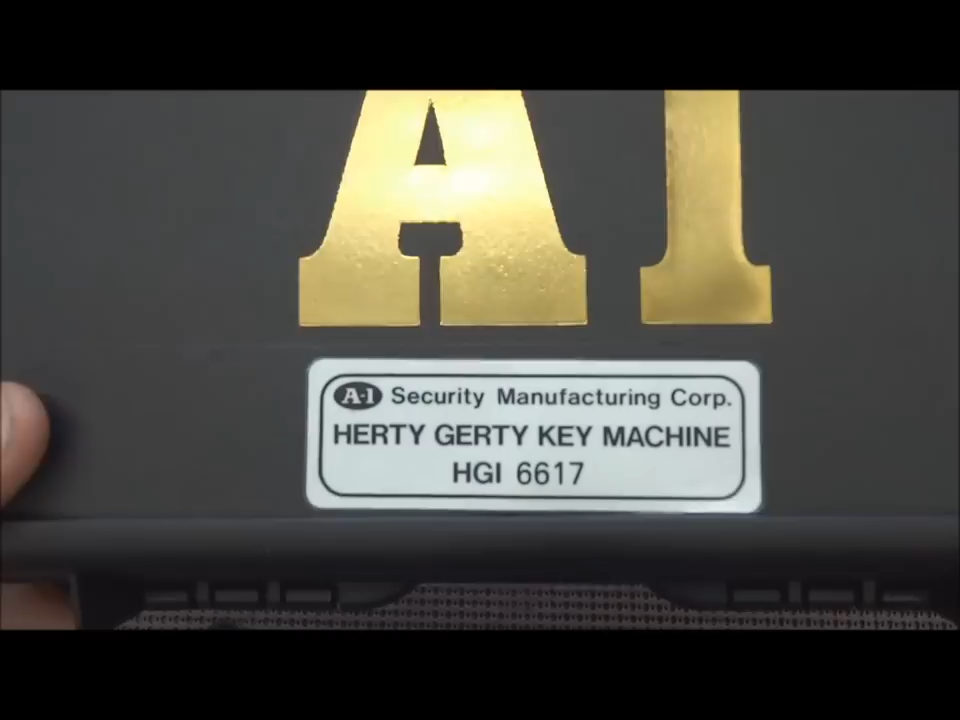 A1
A-1 Security Manufacturing Corp.
HERTY GERTY KEY MACHINE
HGI 6617